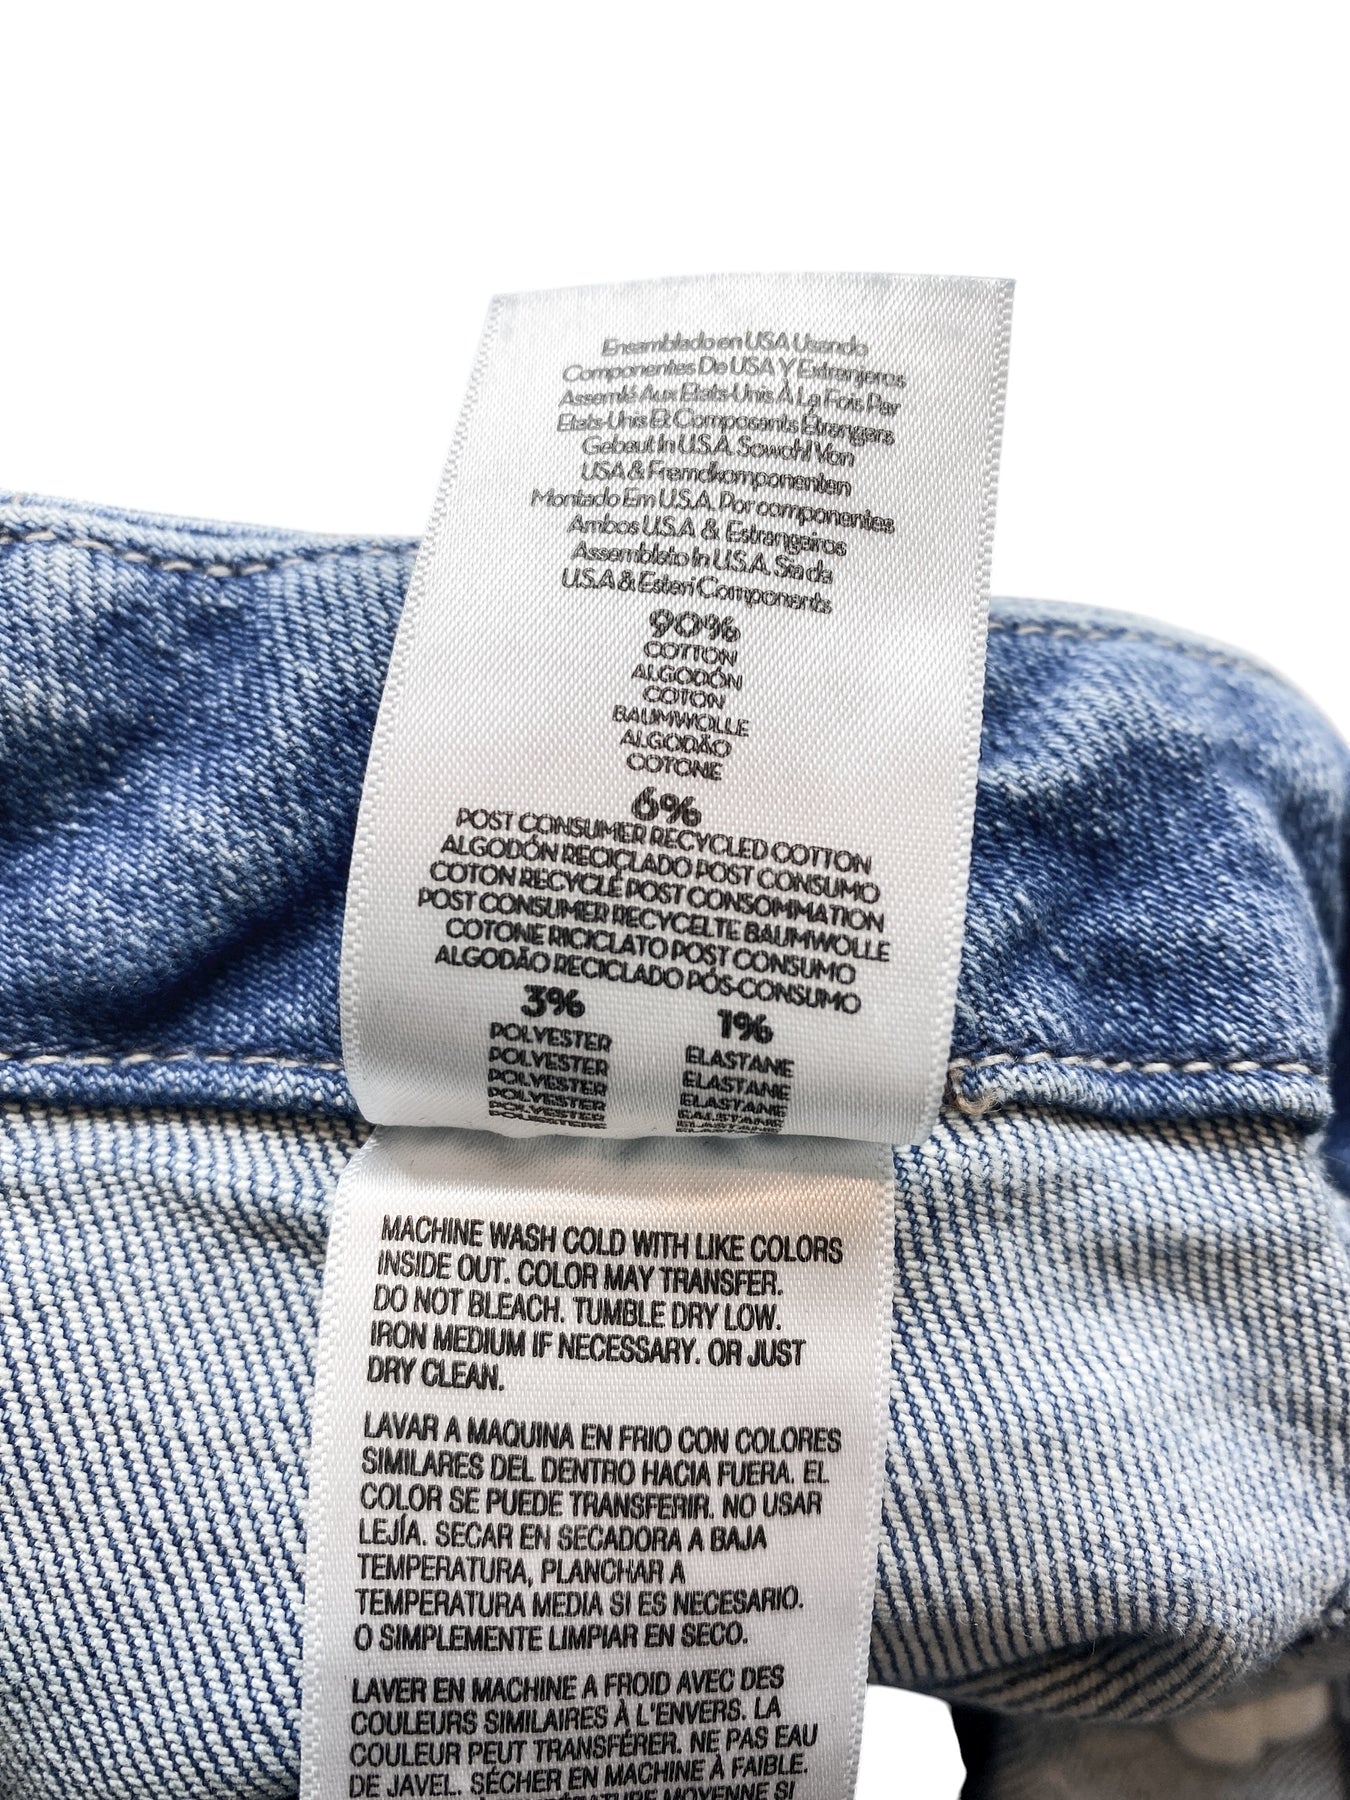 Ensamblado en USA Usando
Componentes De USA Y Extranjeros
Assemlé Aux Etats-Unis À La Fois Par
Etats-Unis Et Composants Étrangers
Gebaut In U.S.A. Sowohl Von
USA & Fremdkomponenten
Montado Em U.S.A. Por componentes
Ambos U.S.A & Estrangeiros
Assemblato In U.S.A. Sia da
U.S.A & Esteri Components
90%
COTTON
ALGODÓN
COTON
BAUMWOLLE
ALGODÃO
COTONE
6%
POST CONSUMER RECYCLED COTTON
ALGODÓN RECICLADO POST CONSUMO
COTON RECYCLÉ POST CONSOMMATION
POST CONSUMER RECYCELTE BAUMWOLLE
COTONE RICICLATO POST CONSUMO
ALGODÃO RECICLADO PÓS-CONSUMO
3%
POLYESTER
POLYESTER
POLYESTER
POLYESTER
1%
ELASTANE
ELASTANE
ELASTANE
MACHINE WASH COLD WITH LIKE COLORS
INSIDE OUT. COLOR MAY TRANSFER.
DO NOT BLEACH. TUMBLE DRY LOW.
IRON MEDIUM IF NECESSARY. OR JUST
DRY CLEAN.
LAVAR A MAQUINA EN FRIO CON COLORES
SIMILARES DEL DENTRO HACIA FUERA. EL
COLOR SE PUEDE TRANSFERIR. NO USAR
LEJÍA. SECAR EN SECADORA A BAJA
TEMPERATURA, PLANCHAR A
TEMPERATURA MEDIA SI ES NECESARIO.
O SIMPLEMENTE LIMPIAR EN SECO.
LAVER EN MACHINE A FROID AVEC DES
COULEURS SIMILAIRES À L'ENVERS. LA
COULEUR PEUT TRANSFÉRER. NE PAS EAU
DE JAVEL. SÉCHER EN MACHINE À FAIBLE.
MOYENNE SI